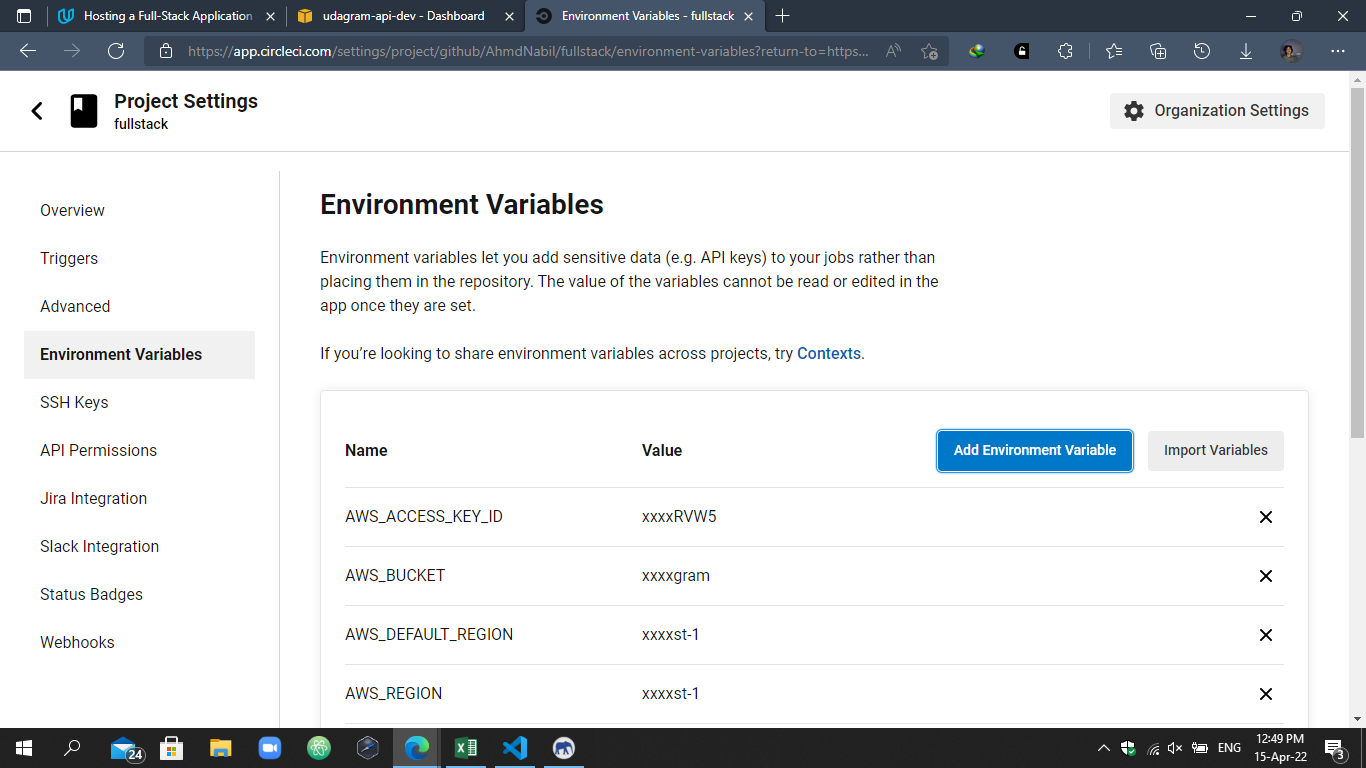 Hosting a Full-Stack Application
udagram-api-dev - Dashboard
Environment Variables - fullstack
https://app.circleci.com/settings/project/github/AhmdNabil/fullstack/environment-variables?return-to=https...
Project Settings
fullstack
Organization Settings
Overview
Triggers
Advanced
Environment Variables
SSH Keys
API Permissions
Jira Integration
Slack Integration
Status Badges
Webhooks
Environment Variables
Environment variables let you add sensitive data (e.g. API keys) to your jobs rather than
placing them in the repository. The value of the variables cannot be read or edited in the
app once they are set.
If you’re looking to share environment variables across projects, try Contexts.
Name Value Add Environment Variable Import Variables
AWS_ACCESS_KEY_ID xxxxRVW5
AWS_BUCKET xxxxgram
AWS_DEFAULT_REGION xxxxst-1
AWS_REGION xxxxst-1
24
ENG
12:49 PM
15-Apr-22
3